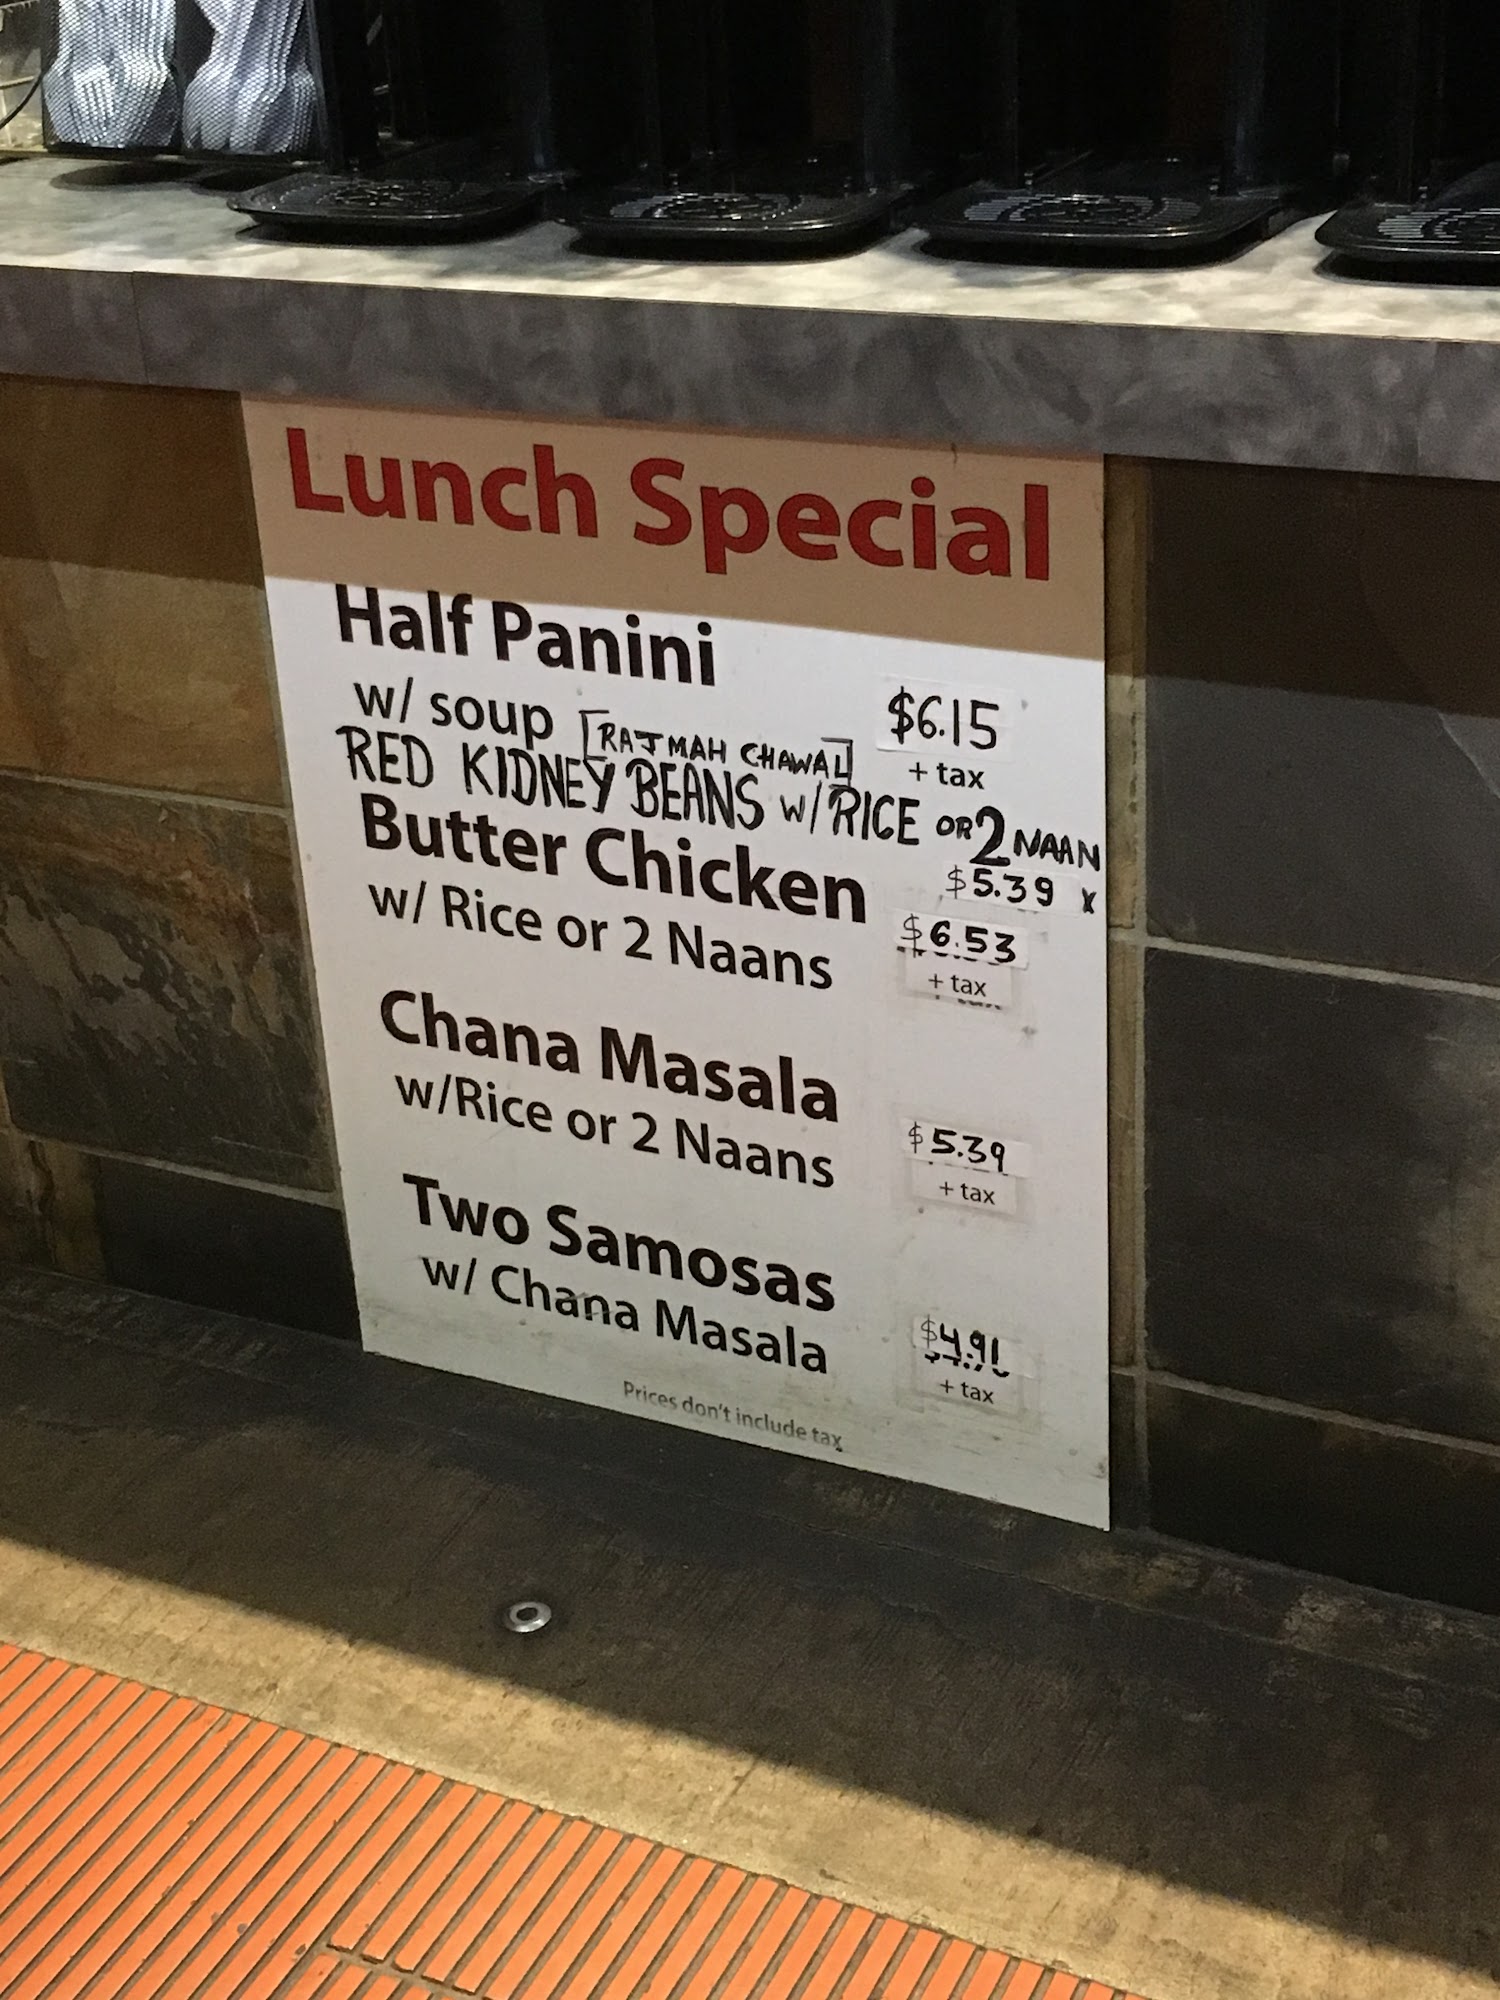 Lunch Special
Half Panini
w/ soup [RAJMAH CHAWAL] $6.15
+ tax
RED KIDNEY BEANS w/ RICE OR 2 NAAN
$5.39 x
Butter Chicken
w/ Rice or 2 Naans $6.53
+ tax
Chana Masala
w/Rice or 2 Naans $5.39
+ tax
Two Samosas
w/ Chana Masala $4.91
+ tax
Prices don't include tax